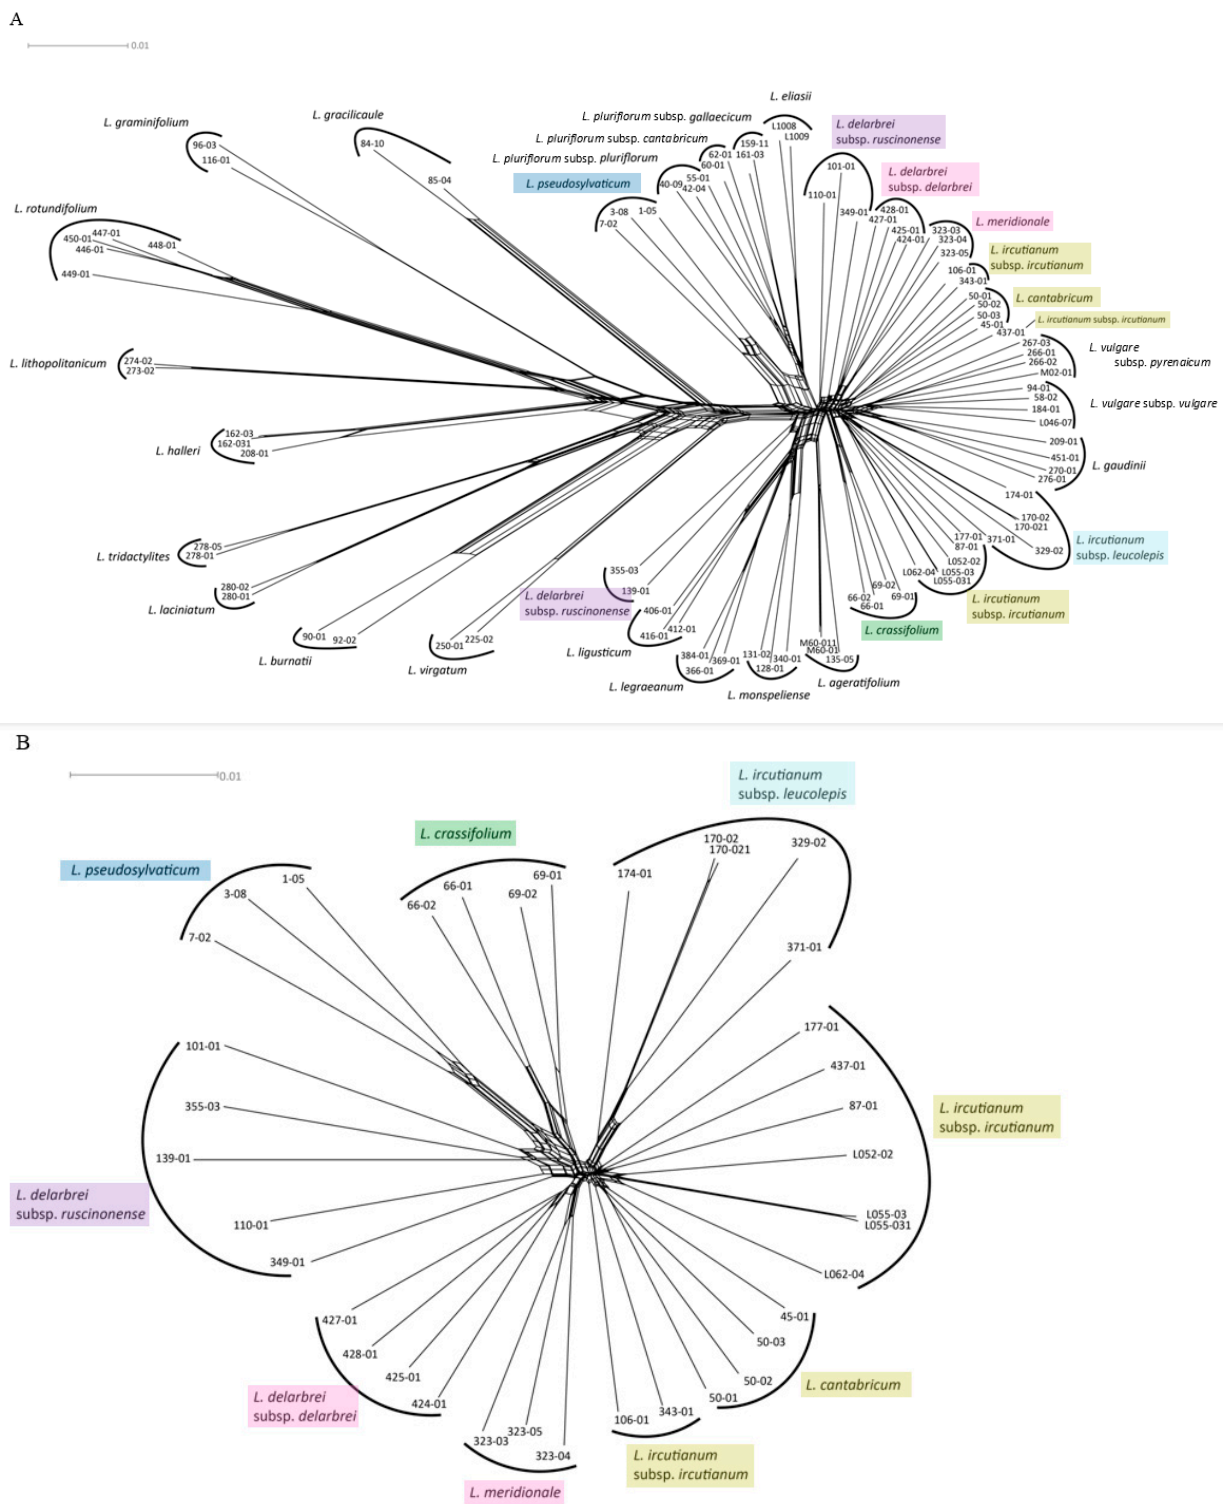 A
0.01
L. graminifolium
96-03
116-01
L. gracilicaule
84-10
85-04
L. rotundifolium
447-01
450-01
446-01
448-01
449-01
L. lithopolitanicum
274-02
273-02
L. halleri
162-03
162-031
208-01
L. tridactylites
278-05
278-01
L. laciniatum
280-02
280-01
L. burnatii
90-01
92-02
L. virgatum
250-01
225-02
L. eliasii
L1008
L1009
L. pluriflorum subsp. gallaecicum
159-11
161-03
L. pluriflorum subsp. cantabricum
62-01
60-01
L. pluriflorum subsp. pluriflorum
55-01
40-09
42-04
L. pseudosylvaticum
3-08
1-05
7-02
L. delarbrei
subsp. ruscinonense
101-01
110-01
349-01
L. delarbrei
subsp. delarbrei
428-01
427-01
425-01
424-01
L. meridionale
323-03
323-04
323-05
L. ircutianum
subsp. ircutianum
106-01
343-01
L. cantabricum
50-01
50-02
50-03
45-01
L. ircutianum subsp. ircutianum
437-01
L. vulgare
subsp. pyrenaicum
267-03
266-01
266-02
M02-01
L. vulgare subsp. vulgare
94-01
58-02
184-01
L046-07
L. gaudinii
209-01
451-01
270-01
276-01
174-01
170-02
170-021
329-02
371-01
L. ircutianum
subsp. leucolepis
177-01
87-01
L052-02
L062-04
L055-03
L055-031
L. ircutianum
subsp. ircutianum
69-02
66-02
69-01
66-01
L. crassifolium
355-03
139-01
L. delarbrei
subsp. ruscinonense
406-01
412-01
416-01
L. ligusticum
384-01
369-01
366-01
L. legraeanum
131-02
340-01
128-01
L. monspeliense
M60-011
M60-01
135-05
L. ageratifolium
B
0.01
L. ircutianum
subsp. leucolepis
170-02
170-021
329-02
174-01
371-01
L. crassifolium
69-01
66-01
69-02
66-02
L. pseudosylvaticum
1-05
3-08
7-02
101-01
355-03
139-01
110-01
349-01
L. delarbrei
subsp. ruscinonense
177-01
437-01
87-01
L052-02
L055-03
L055-031
L062-04
L. ircutianum
subsp. ircutianum
427-01
428-01
425-01
424-01
L. delarbrei
subsp. delarbrei
323-05
323-03
323-04
L. meridionale
106-01
343-01
L. ircutianum
subsp. ircutianum
45-01
50-03
50-02
50-01
L. cantabricum